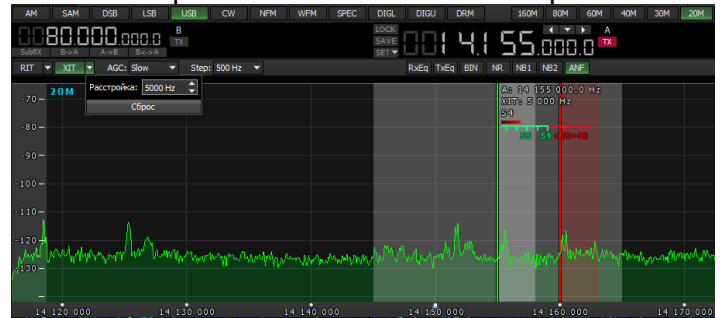 AM SAM DSB LSB USB CW NFM WFM SPEC DIGL DIGU DRM 160M 80M 60M 40M 30M 20M
80.000.000.0 B TX LOCK SAVE SET 14.155.000.0 A TX
SubRX B->A A->B B<->A
RIT XIT AGC: Slow Step: 500 Hz RxEq TxEq BIN NR NB1 NB2 ANF
20M
Расстройка: 5000 Hz
Сброс
A: 14 155 000.0 Hz
XIT: 5 000 Hz
S4
S5 S9 +20 +40
-70
-80
-90
-100
-110
-120
-130
14 120 000 14 130 000 14 140 000 14 150 000 14 160 000 14 170 000